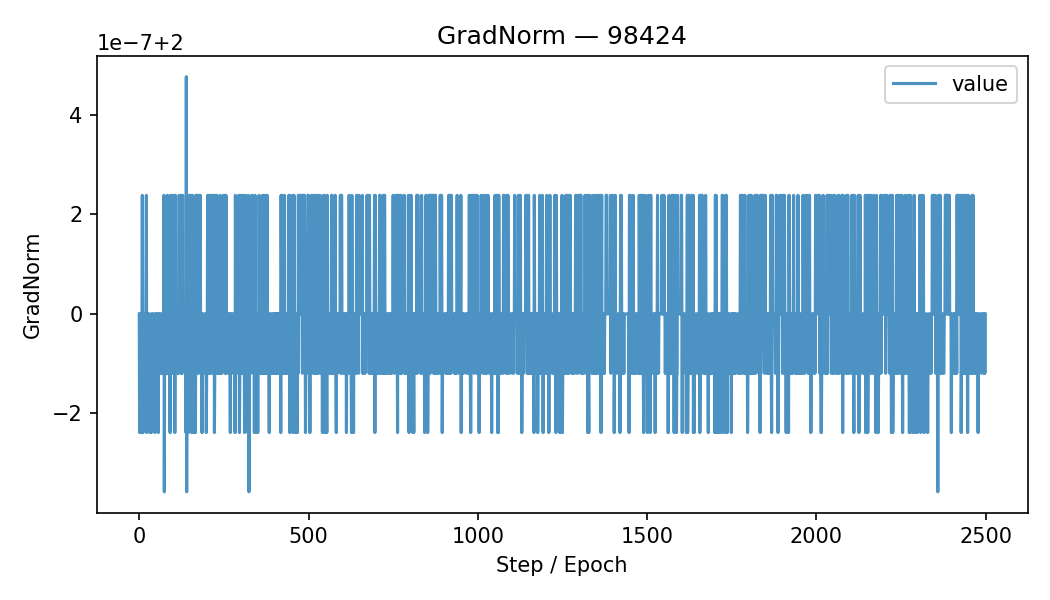 GradNorm — 98424
1e−7+2
value
4
2
0
−2
GradNorm
0
500
1000
1500
2000
2500
Step / Epoch